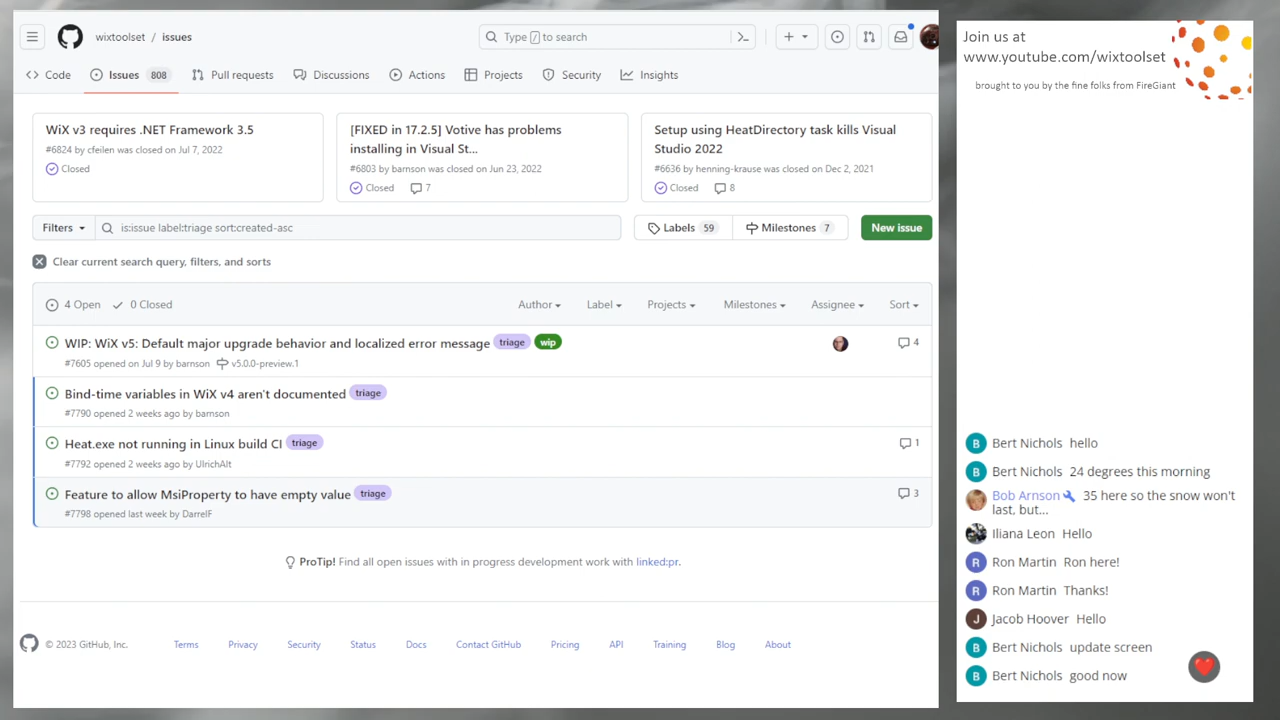 wixtoolset / issues
Type / to search
Code
Issues 808
Pull requests
Discussions
Actions
Projects
Security
Insights
WiX v3 requires .NET Framework 3.5
#6824 by cfeilen was closed on Jul 7, 2022
Closed
[FIXED in 17.2.5] Votive has problems
installing in Visual St...
#6803 by barnson was closed on Jun 23, 2022
Closed 7
Setup using HeatDirectory task kills Visual
Studio 2022
#6636 by henning-krause was closed on Dec 2, 2021
Closed 8
Filters
is:issue label:triage sort:created-asc
Labels 59
Milestones 7
New issue
Clear current search query, filters, and sorts
4 Open
0 Closed
Author
Label
Projects
Milestones
Assignee
Sort
WIP: WiX v5: Default major upgrade behavior and localized error message triage wip
4
#7605 opened on Jul 9 by barnson v5.0.0-preview.1
Bind-time variables in WiX v4 aren't documented triage
#7790 opened 2 weeks ago by barnson
Heat.exe not running in Linux build CI triage
1
#7792 opened 2 weeks ago by UlrichAlt
Feature to allow MsiProperty to have empty value triage
3
#7798 opened last week by DarrelF
ProTip! Find all open issues with in progress development work with linked:pr.
© 2023 GitHub, Inc.
Terms
Privacy
Security
Status
Docs
Contact GitHub
Pricing
API
Training
Blog
About
Join us at
www.youtube.com/wixtoolset
brought to you by the fine folks from FireGiant
B Bert Nichols hello
B Bert Nichols 24 degrees this morning
Bob Arnson 35 here so the snow won't
last, but...
Iliana Leon Hello
R Ron Martin Ron here!
R Ron Martin Thanks!
J Jacob Hoover Hello
B Bert Nichols update screen
B Bert Nichols good now